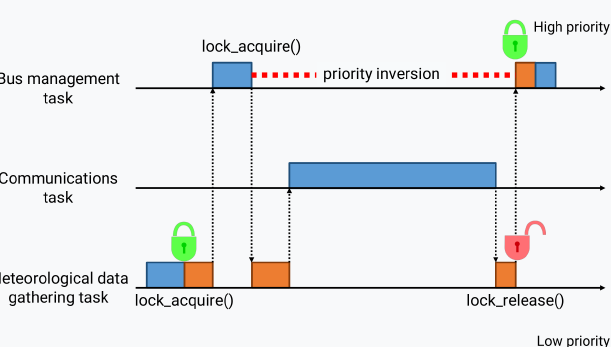 High priority
lock_acquire()
Bus management
task
priority inversion
Communications
task
Meteorological data
gathering task
lock_acquire()
lock_release()
Low priority